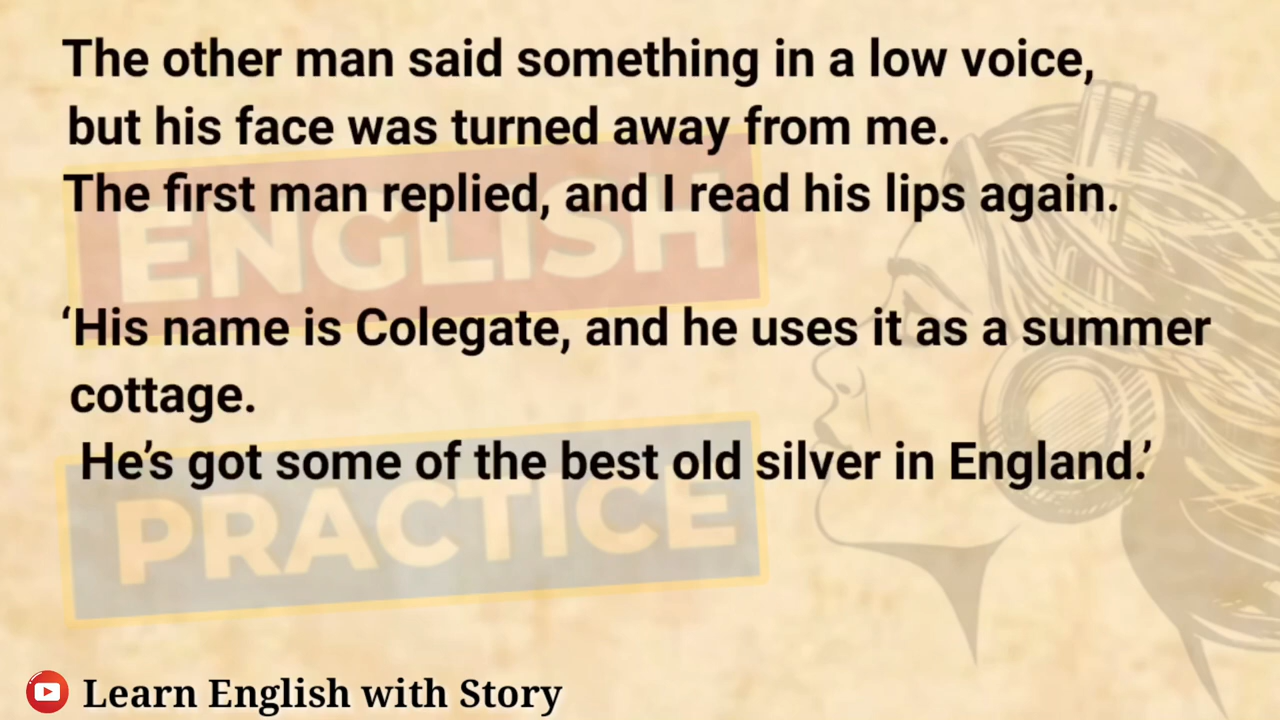 The other man said something in a low voice,
but his face was turned away from me.
The first man replied, and I read his lips again.
‘His name is Colegate, and he uses it as a summer
cottage.
He’s got some of the best old silver in England.’
ENGLISH
PRACTICE
Learn English with Story